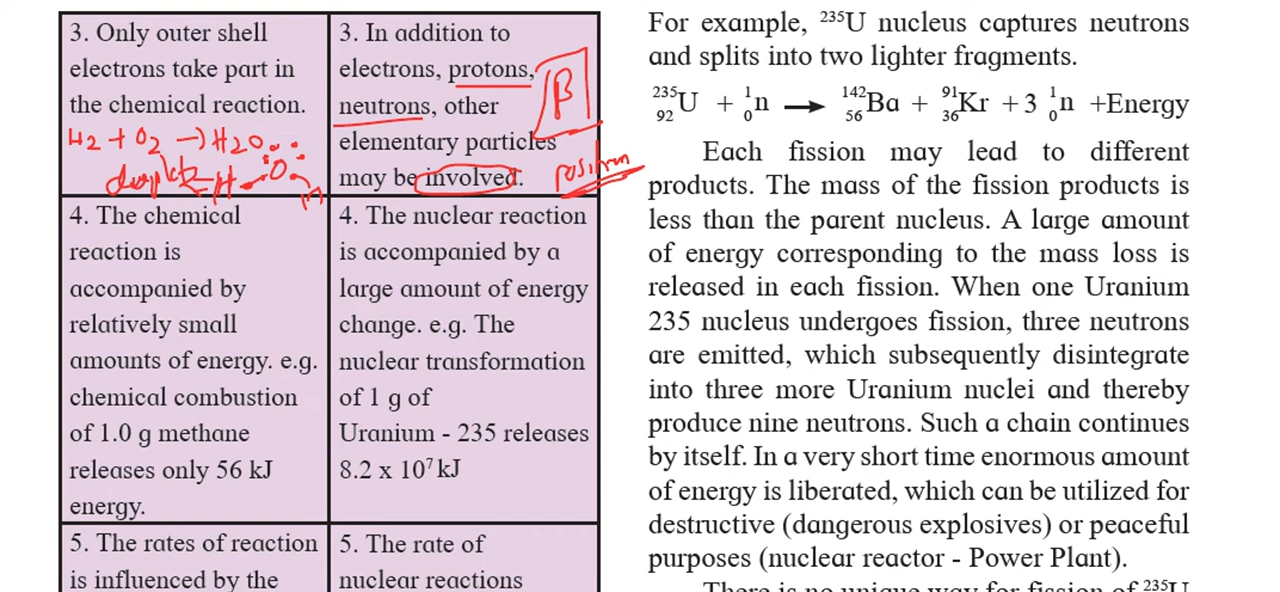 3. Only outer shell
electrons take part in
the chemical reaction.
H2 + O2 → H2O
3. In addition to
electrons, protons,
neutrons, other
elementary particles
may be involved.
β
positron
4. The chemical
reaction is
accompanied by
relatively small
amounts of energy. e.g.
chemical combustion
of 1.0 g methane
releases only 56 kJ
energy.
4. The nuclear reaction
is accompanied by a
large amount of energy
change. e.g. The
nuclear transformation
of 1 g of
Uranium - 235 releases
8.2 x 10⁷ kJ
5. The rates of reaction
is influenced by the
5. The rate of
nuclear reactions
For example, ²³⁵U nucleus captures neutrons
and splits into two lighter fragments.
²³⁵₉₂U + ¹₀n → ¹⁴²₅₆Ba + ⁹¹₃₆Kr + 3 ¹₀n +Energy
Each fission may lead to different
products. The mass of the fission products is
less than the parent nucleus. A large amount
of energy corresponding to the mass loss is
released in each fission. When one Uranium
235 nucleus undergoes fission, three neutrons
are emitted, which subsequently disintegrate
into three more Uranium nuclei and thereby
produce nine neutrons. Such a chain continues
by itself. In a very short time enormous amount
of energy is liberated, which can be utilized for
destructive (dangerous explosives) or peaceful
purposes (nuclear reactor - Power Plant).
There is no unique way for fission of ²³⁵U